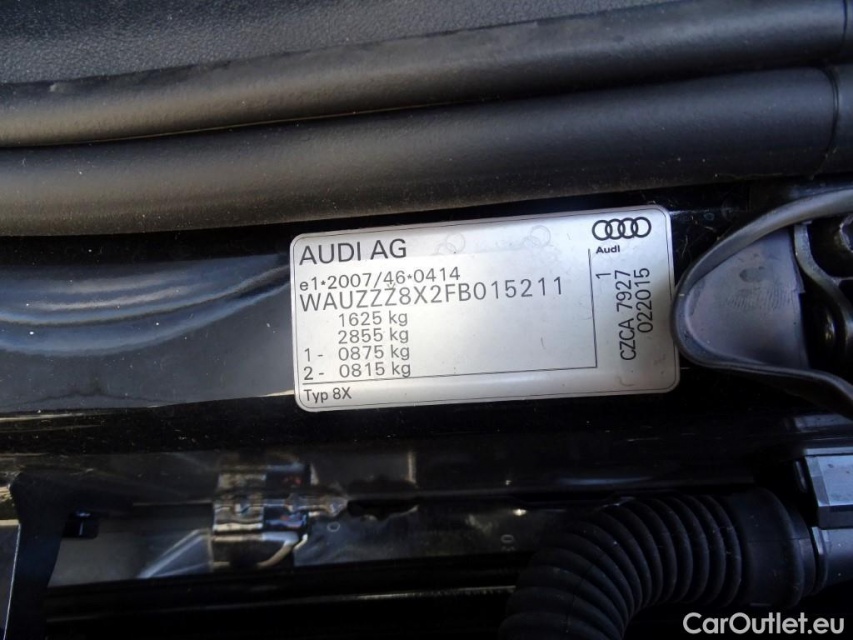 AUDI AG
Audi
e1*2007/46*0414
WAUZZZ8X2FB015211
1625 kg
2855 kg
1 - 0875 kg
2 - 0815 kg
Typ 8X
CZCA 7927 1
022015
CarOutlet.eu